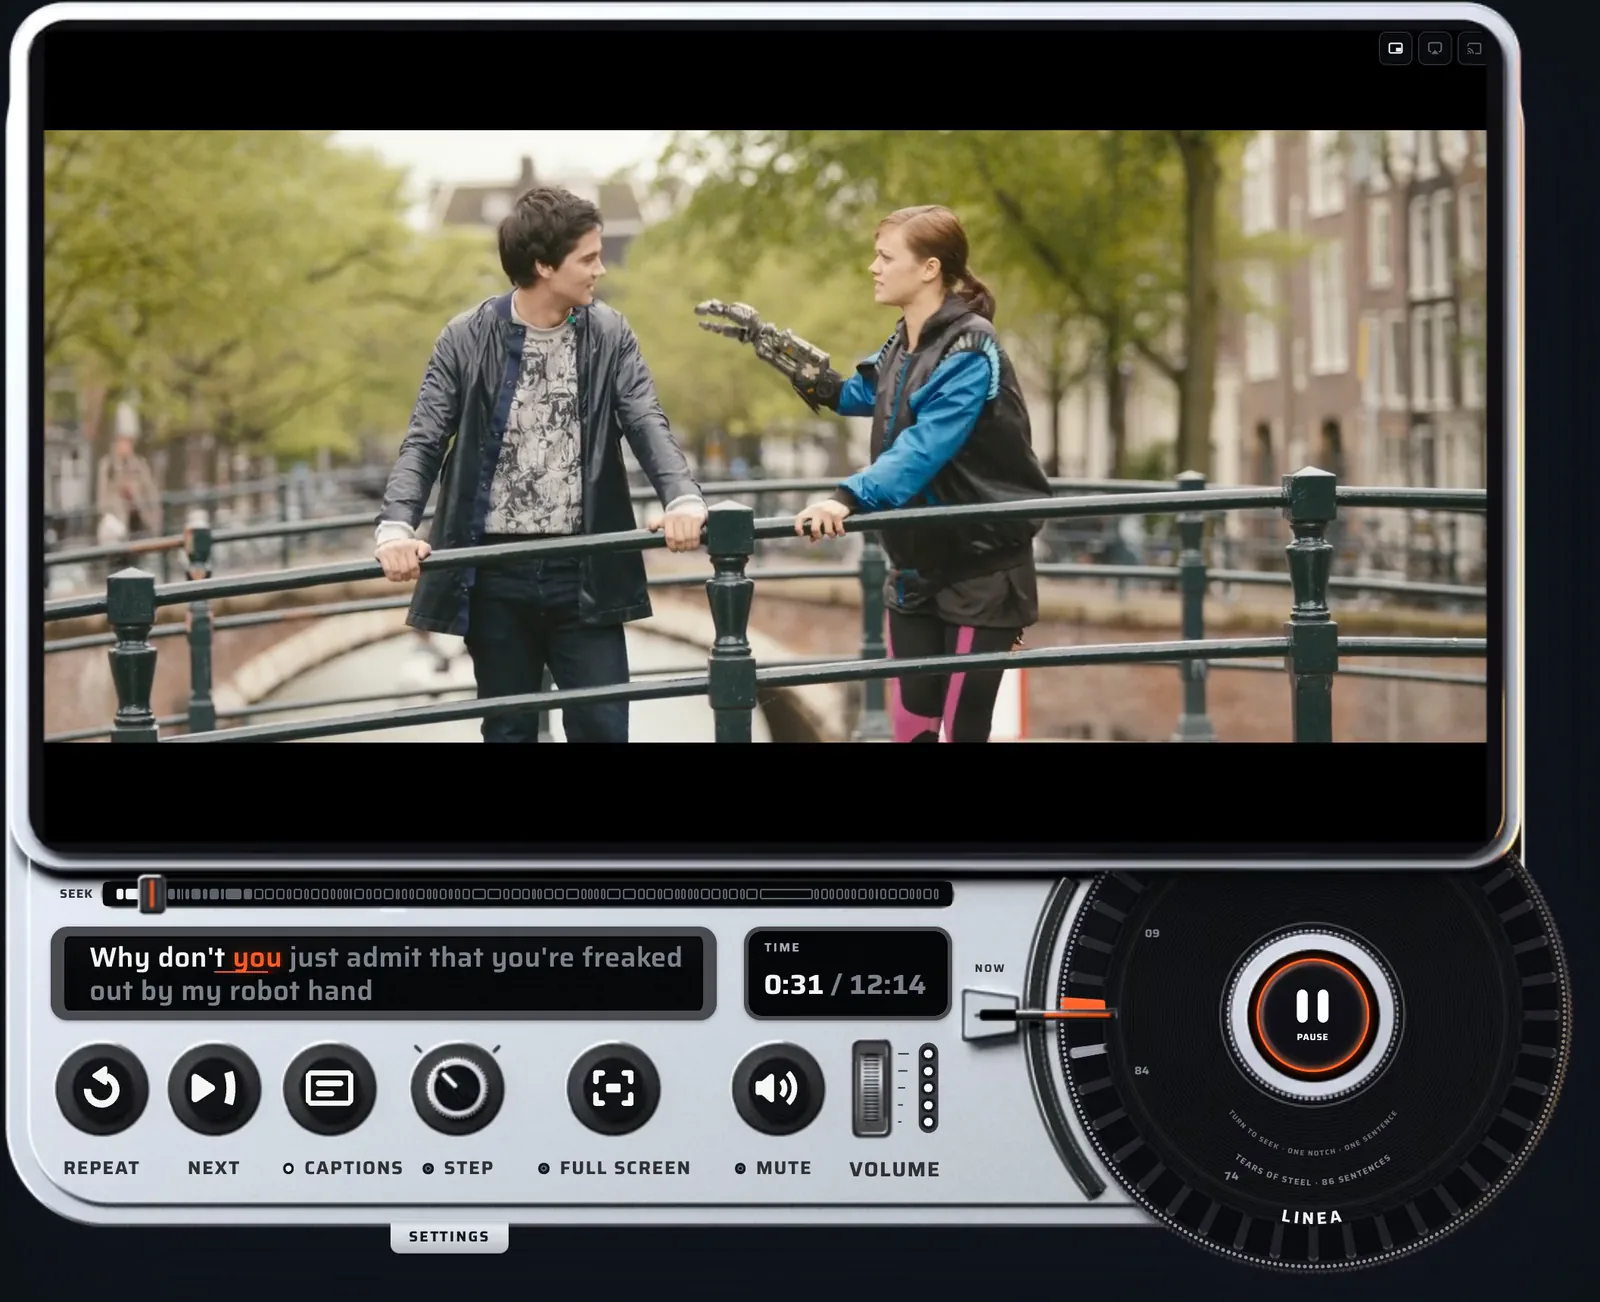 SEEK
Why don't you just admit that you're freaked
out by my robot hand
TIME
0:31 / 12:14
NOW
REPEAT
NEXT
CAPTIONS
STEP
FULL SCREEN
MUTE
VOLUME
SETTINGS
09
84
74
PAUSE
TURN TO SEEK · ONE NOTCH · ONE SENTENCE
TEARS OF STEEL · 86 SENTENCES
LINEA